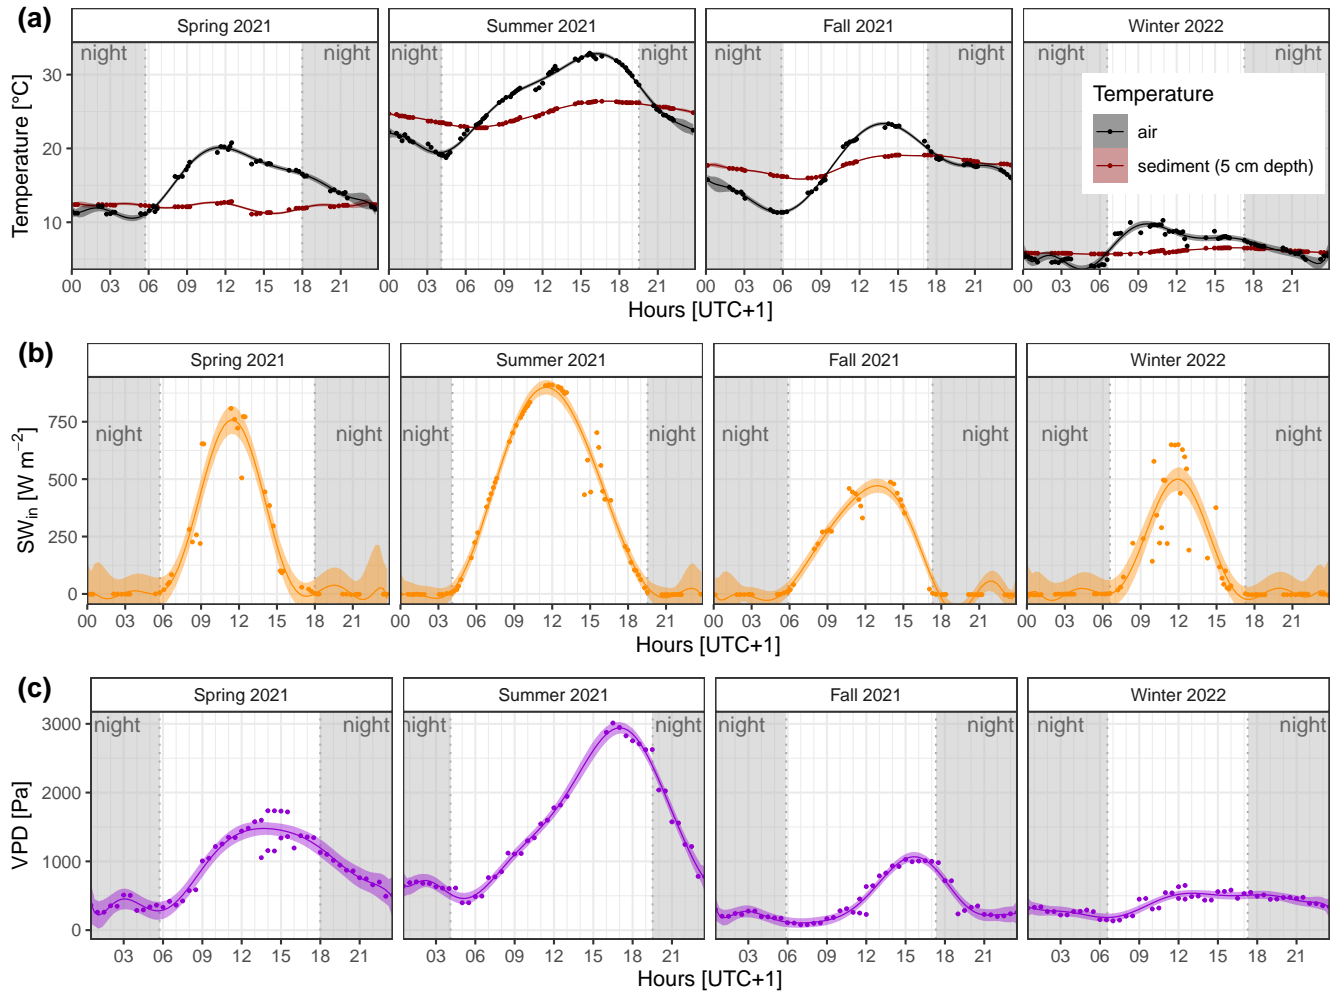 (a)
Spring 2021 Summer 2021 Fall 2021 Winter 2022
night night night night night night night night
Temperature [°C]
30
20
10
Temperature
air
sediment (5 cm depth)
00 03 06 09 12 15 18 21 00 03 06 09 12 15 18 21 00 03 06 09 12 15 18 21 00 03 06 09 12 15 18 21
Hours [UTC+1]
(b)
Spring 2021 Summer 2021 Fall 2021 Winter 2022
night night night night night night night night
SWin [W m−2]
750
500
250
0
00 03 06 09 12 15 18 21 00 03 06 09 12 15 18 21 00 03 06 09 12 15 18 21 03 06 09 12 15 18 21
Hours [UTC+1]
(c)
Spring 2021 Summer 2021 Fall 2021 Winter 2022
night night night night night night night night
VPD [Pa]
3000
2000
1000
0
03 06 09 12 15 18 21 03 06 09 12 15 18 21 03 06 09 12 15 18 21 03 06 09 12 15 18 21
Hours [UTC+1]